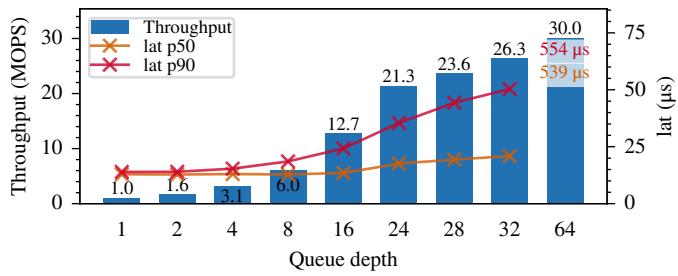 Throughput (MOPS)
30
20
10
0
Throughput
lat p50
lat p90
1.0
1.6
3.1
6.0
12.7
21.3
23.6
26.3
30.0
554 μs
539 μs
75
50
25
0
lat (μs)
1 2 4 8 16 24 28 32 64
Queue depth